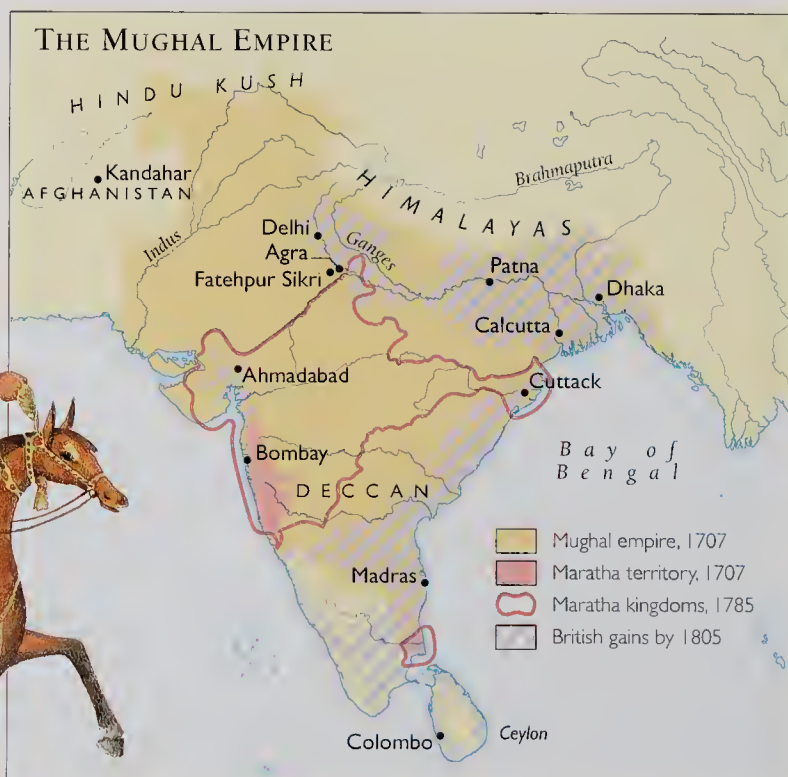 THE MUGHAL EMPIRE
HINDU KUSH
Kandahar
AFGHANISTAN
Brahmaputra
HIMALAYAS
Indus
Delhi
Ganges
Agra
Fatehpur Sikri
Patna
Dhaka
Calcutta
Ahmadabad
Cuttack
Bay of
Bengal
Bombay
DECCAN
Mughal empire, 1707
Maratha territory, 1707
Madras
Maratha kingdoms, 1785
British gains by 1805
Colombo
Ceylon